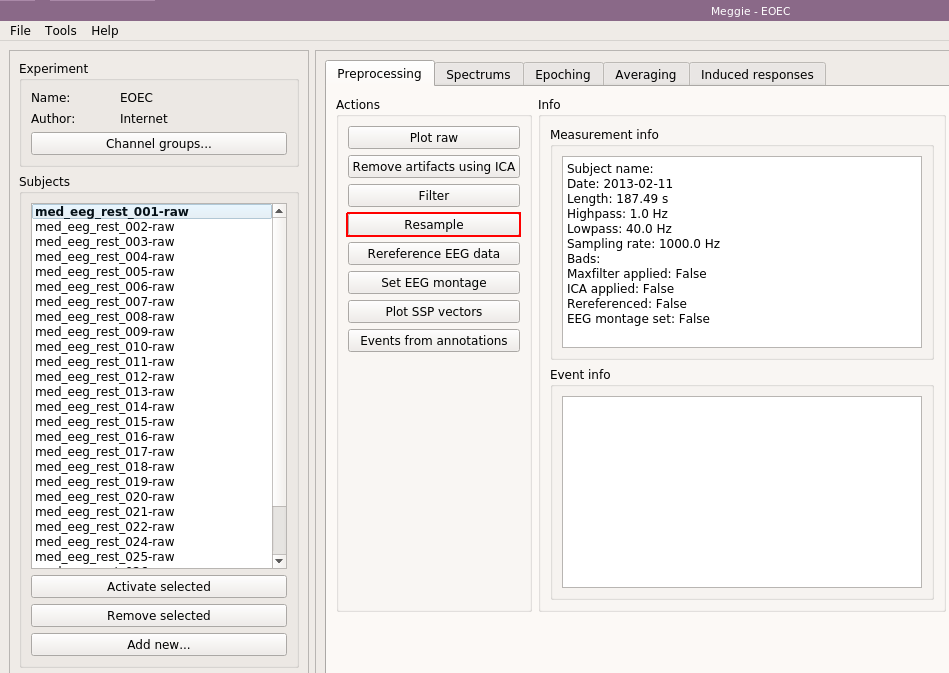 Meggie - EOEC
File Tools Help
Experiment
Name: EOEC
Author: Internet
Channel groups...
Subjects
med_eeg_rest_001-raw
med_eeg_rest_002-raw
med_eeg_rest_003-raw
med_eeg_rest_004-raw
med_eeg_rest_005-raw
med_eeg_rest_006-raw
med_eeg_rest_007-raw
med_eeg_rest_008-raw
med_eeg_rest_009-raw
med_eeg_rest_010-raw
med_eeg_rest_011-raw
med_eeg_rest_012-raw
med_eeg_rest_013-raw
med_eeg_rest_014-raw
med_eeg_rest_015-raw
med_eeg_rest_016-raw
med_eeg_rest_017-raw
med_eeg_rest_018-raw
med_eeg_rest_019-raw
med_eeg_rest_020-raw
med_eeg_rest_021-raw
med_eeg_rest_022-raw
med_eeg_rest_024-raw
med_eeg_rest_025-raw
Activate selected
Remove selected
Add new...
Preprocessing Spectrums Epoching Averaging Induced responses
Actions
Plot raw
Remove artifacts using ICA
Filter
Resample
Rereference EEG data
Set EEG montage
Plot SSP vectors
Events from annotations
Info
Measurement info
Subject name:
Date: 2013-02-11
Length: 187.49 s
Highpass: 1.0 Hz
Lowpass: 40.0 Hz
Sampling rate: 1000.0 Hz
Bads:
Maxfilter applied: False
ICA applied: False
Rereferenced: False
EEG montage set: False
Event info